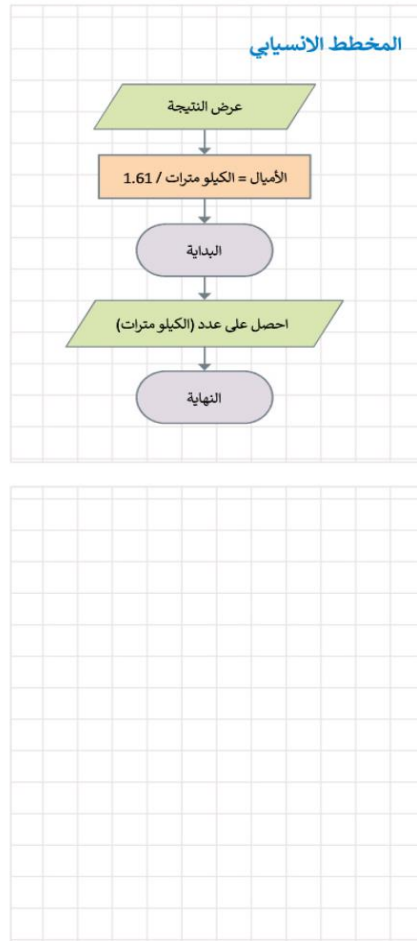 المخطط الانسيابي
عرض النتيجة
الأميال = الكيلو مترات / 1.61
البداية
احصل على عدد (الكيلو مترات)
النهاية